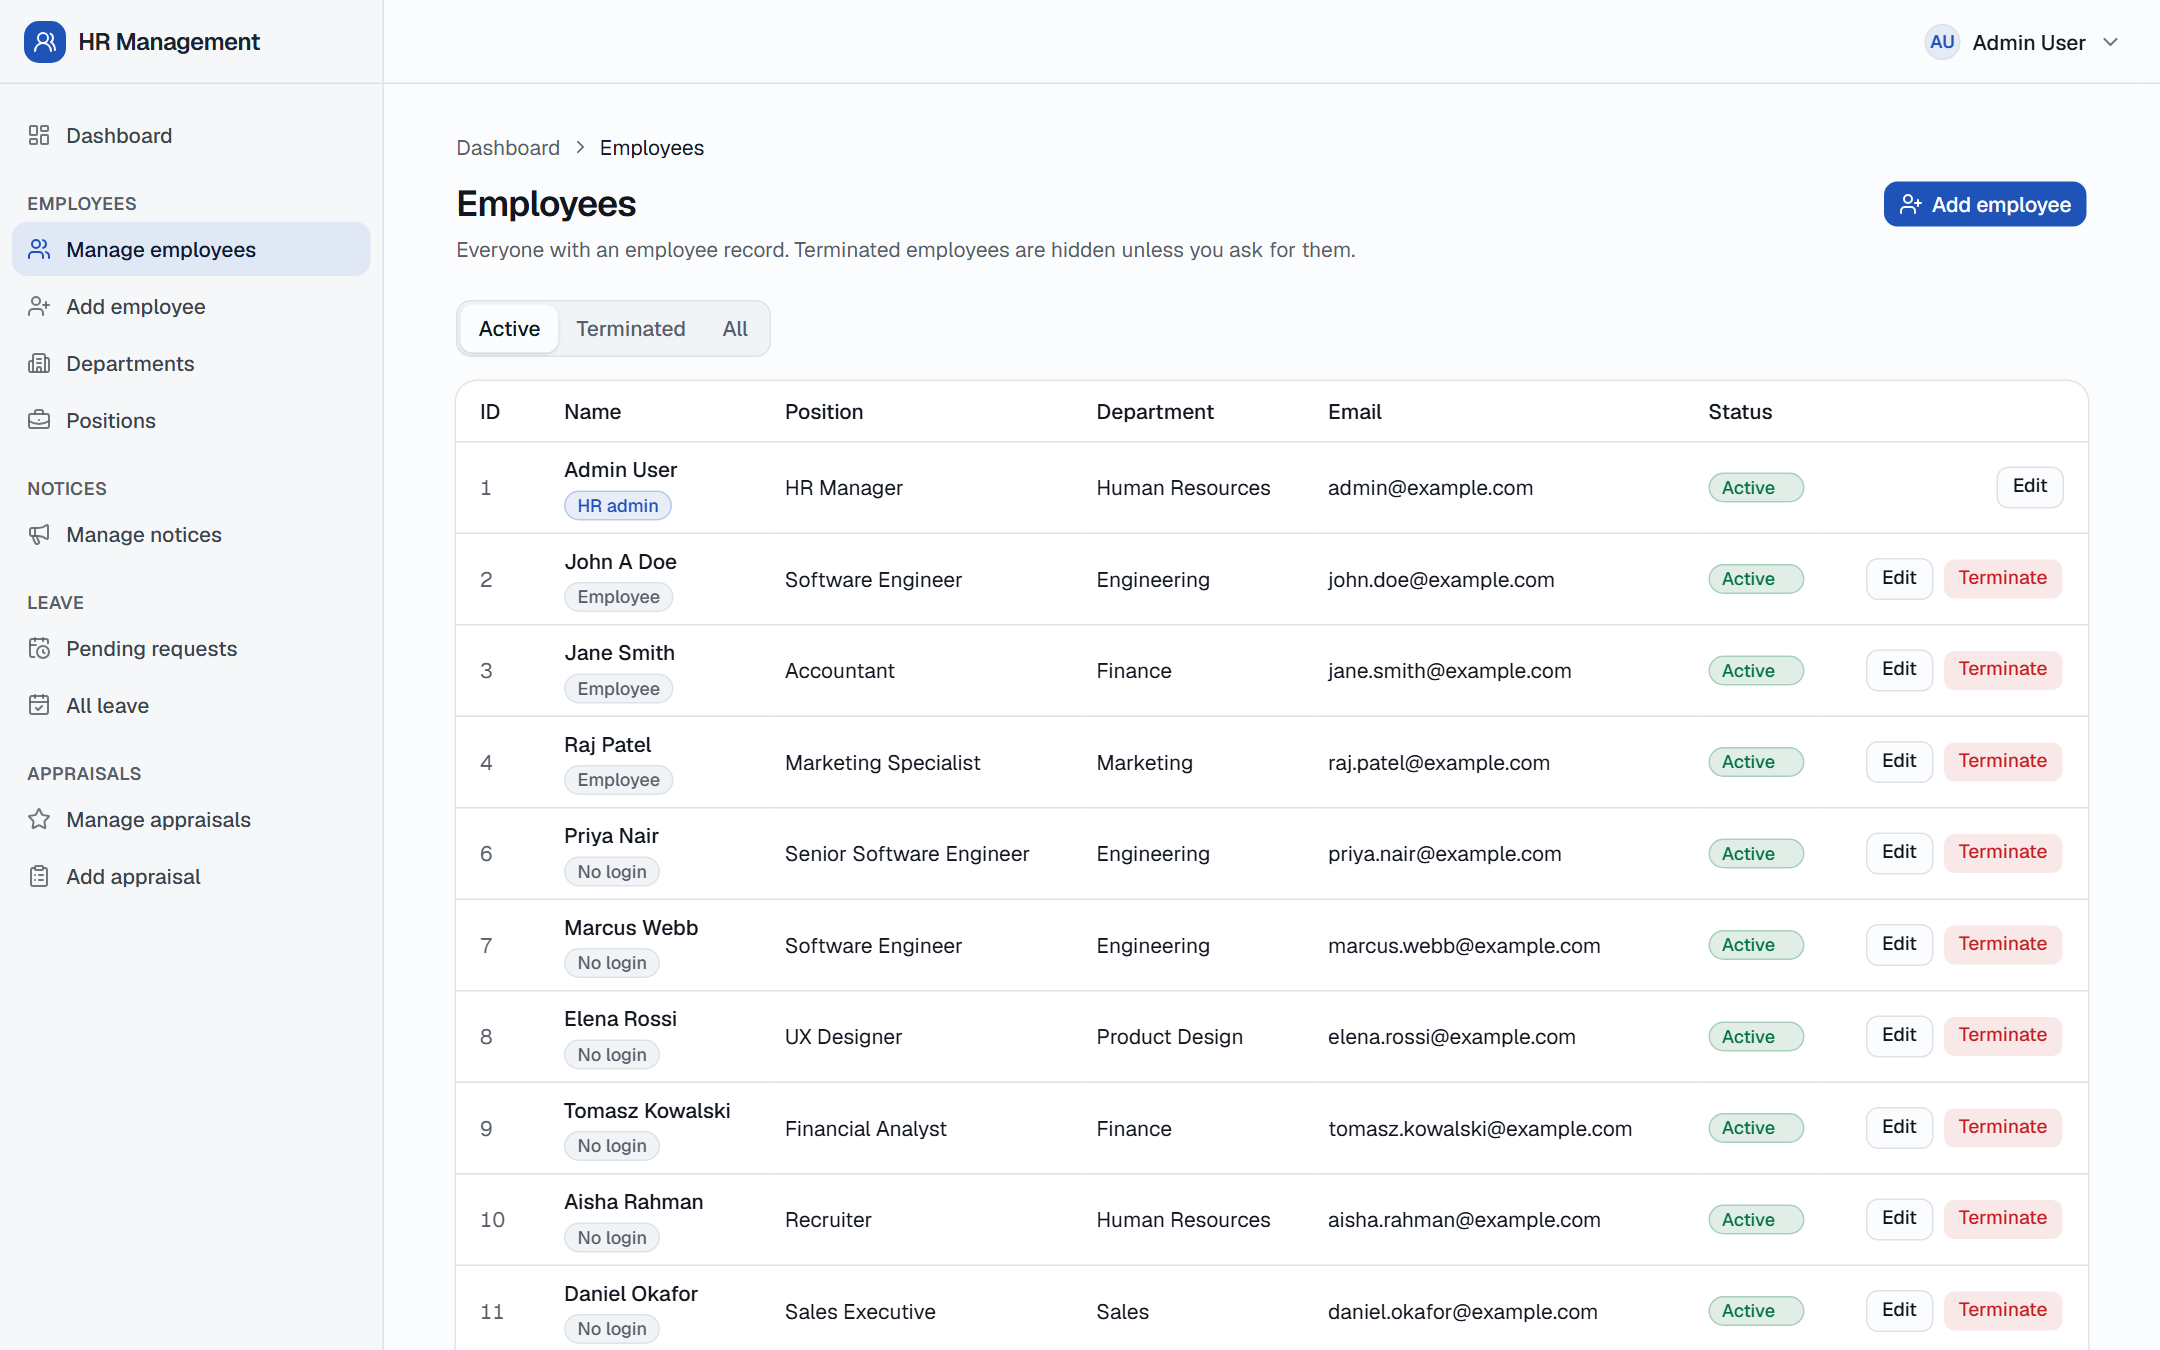 HR Management
AU Admin User
Dashboard
EMPLOYEES
Manage employees
Add employee
Departments
Positions
NOTICES
Manage notices
LEAVE
Pending requests
All leave
APPRAISALS
Manage appraisals
Add appraisal
Dashboard > Employees
Employees
Add employee
Everyone with an employee record. Terminated employees are hidden unless you ask for them.
Active Terminated All
ID Name Position Department Email Status
1 Admin User HR admin HR Manager Human Resources admin@example.com Active Edit
2 John A Doe Employee Software Engineer Engineering john.doe@example.com Active Edit Terminate
3 Jane Smith Employee Accountant Finance jane.smith@example.com Active Edit Terminate
4 Raj Patel Employee Marketing Specialist Marketing raj.patel@example.com Active Edit Terminate
6 Priya Nair No login Senior Software Engineer Engineering priya.nair@example.com Active Edit Terminate
7 Marcus Webb No login Software Engineer Engineering marcus.webb@example.com Active Edit Terminate
8 Elena Rossi No login UX Designer Product Design elena.rossi@example.com Active Edit Terminate
9 Tomasz Kowalski No login Financial Analyst Finance tomasz.kowalski@example.com Active Edit Terminate
10 Aisha Rahman No login Recruiter Human Resources aisha.rahman@example.com Active Edit Terminate
11 Daniel Okafor No login Sales Executive Sales daniel.okafor@example.com Active Edit Terminate